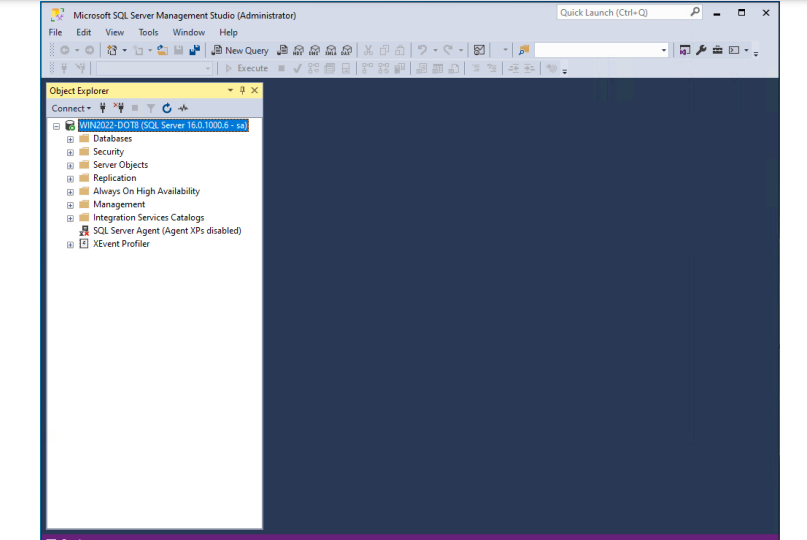 Microsoft SQL Server Management Studio (Administrator)
Quick Launch (Ctrl+Q)
File Edit View Tools Window Help
New Query
Execute
Object Explorer
Connect
WIN2022-DOT8 (SQL Server 16.0.1000.6 - sa)
Databases
Security
Server Objects
Replication
Always On High Availability
Management
Integration Services Catalogs
SQL Server Agent (Agent XPs disabled)
XEvent Profiler